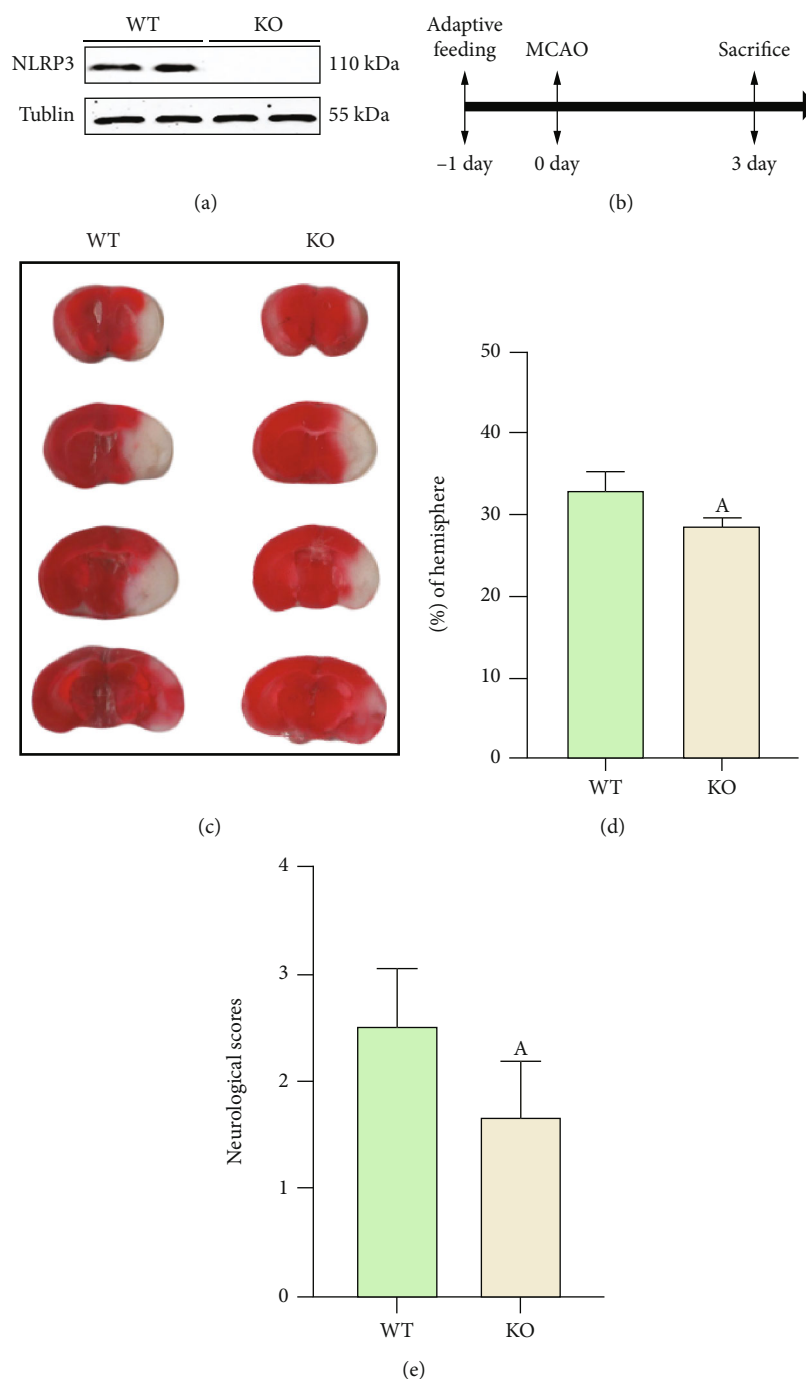 WT KO
NLRP3 110 kDa
Tublin 55 kDa
(a)
Adaptive
feeding MCAO Sacrifice
–1 day 0 day 3 day
(b)
WT KO
(c)
50
40
30
20
10
0
(%) of hemisphere
A
WT KO
(d)
4
3
2
1
0
Neurological scores
A
WT KO
(e)